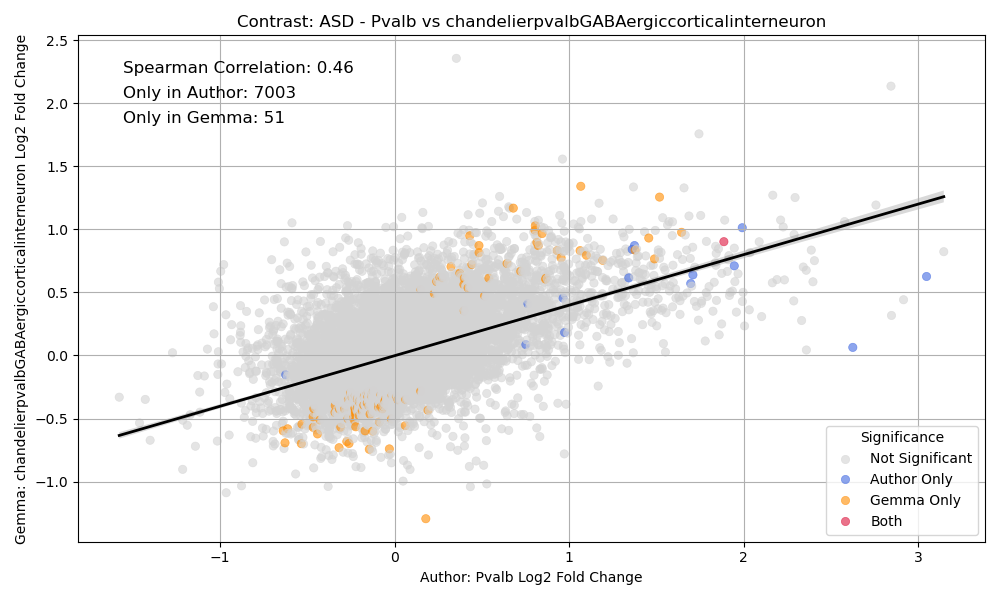 Contrast: ASD - Pvalb vs chandelierpvalbGABAergiccorticalinterneuron
Gemma: chandelierpvalbGABAergiccorticalinterneuron Log2 Fold Change
2.5
2.0
1.5
1.0
0.5
0.0
−0.5
−1.0
Spearman Correlation: 0.46
Only in Author: 7003
Only in Gemma: 51
Significance
Not Significant
Author Only
Gemma Only
Both
−1 0 1 2 3
Author: Pvalb Log2 Fold Change